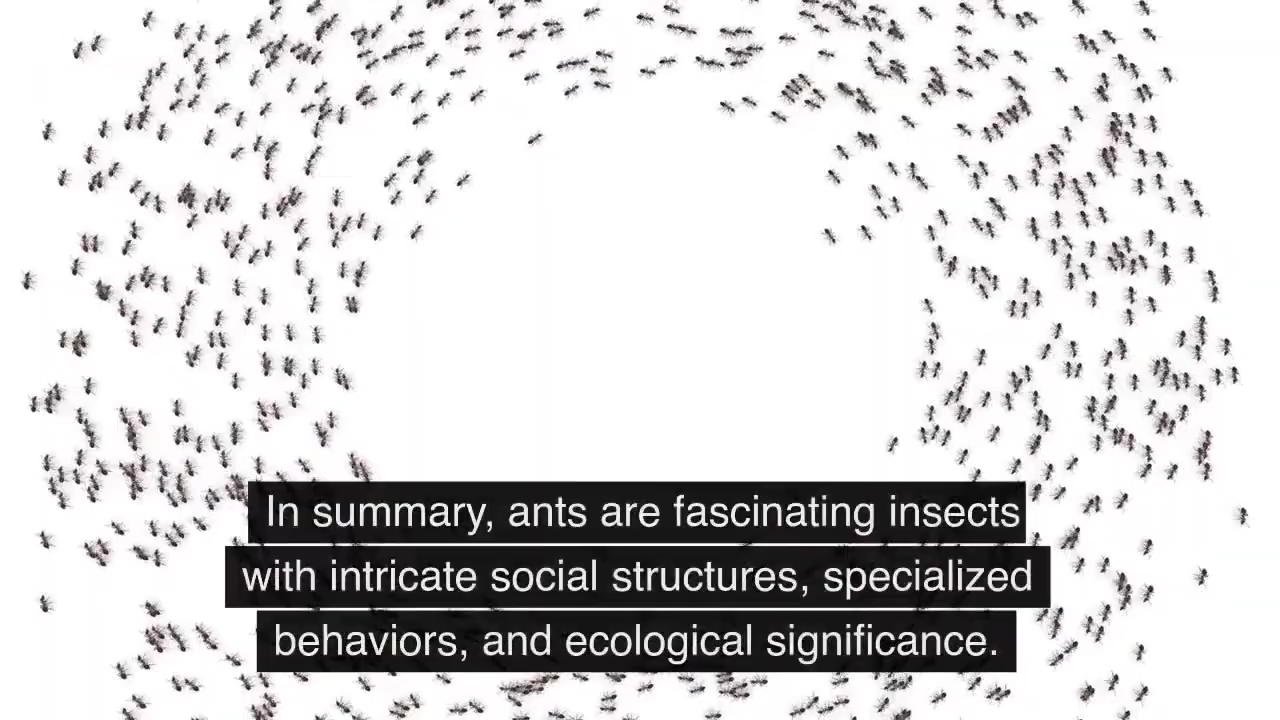 In summary, ants are fascinating insects
with intricate social structures, specialized
behaviors, and ecological significance.